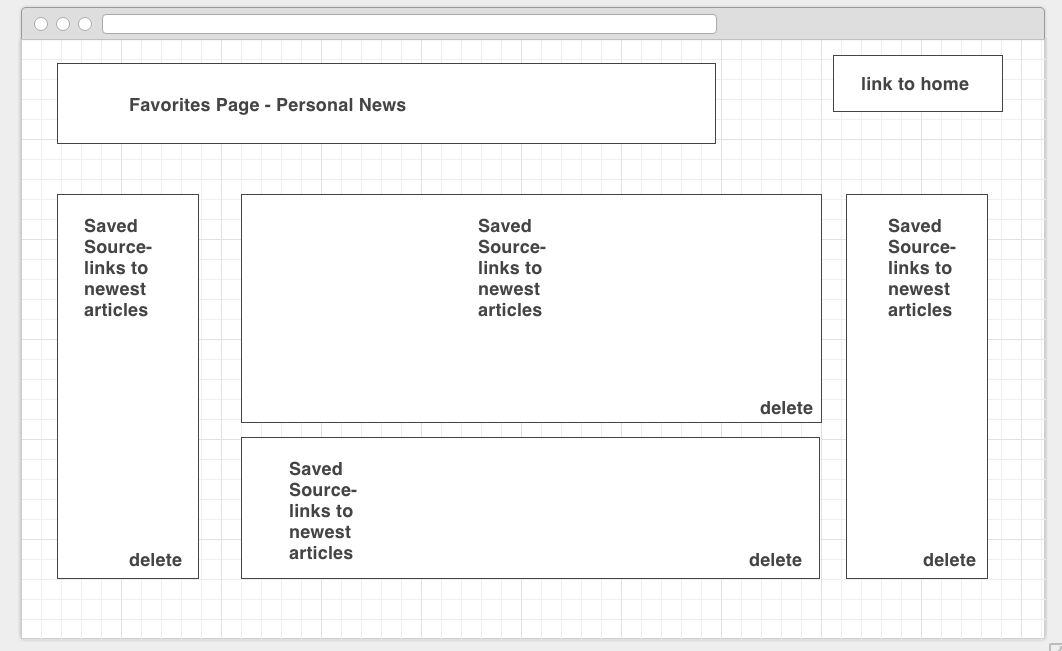 Favorites Page - Personal News
link to home
Saved
Source-
links to
newest
articles
delete
Saved
Source-
links to
newest
articles
delete
Saved
Source-
links to
newest
articles
delete
Saved
Source-
links to
newest
articles
delete